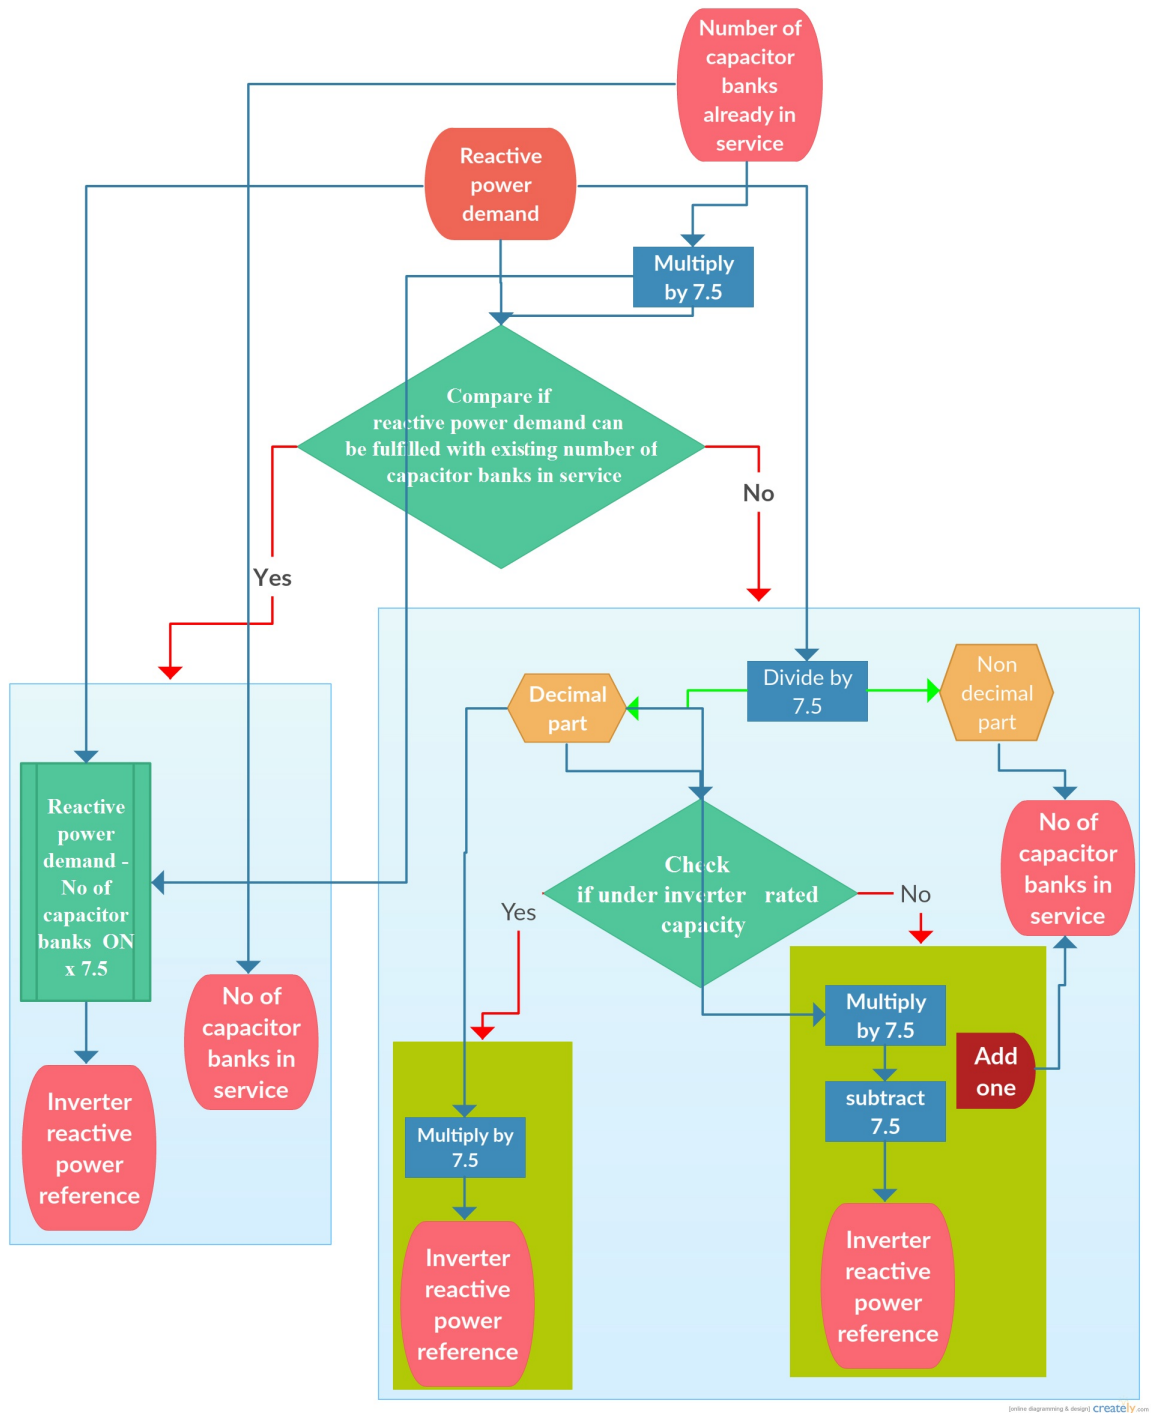 Number of
capacitor
banks
already in
service
Reactive
power
demand
Multiply
by 7.5
Compare if
reactive power demand can
be fulfilled with existing number of
capacitor banks in service
No
Yes
Divide by
7.5
Non
decimal
part
Decimal
part
Reactive
power
demand -
No of
capacitor
banks ON
x 7.5
No of
capacitor
banks in
service
Check
if under inverter rated
capacity
Yes
No
No of
capacitor
banks in
service
Multiply
by 7.5
Add
one
subtract
7.5
Inverter
reactive
power
reference
Multiply by
7.5
Inverter
reactive
power
reference
Inverter
reactive
power
reference
[online diagramming & design] creately.com